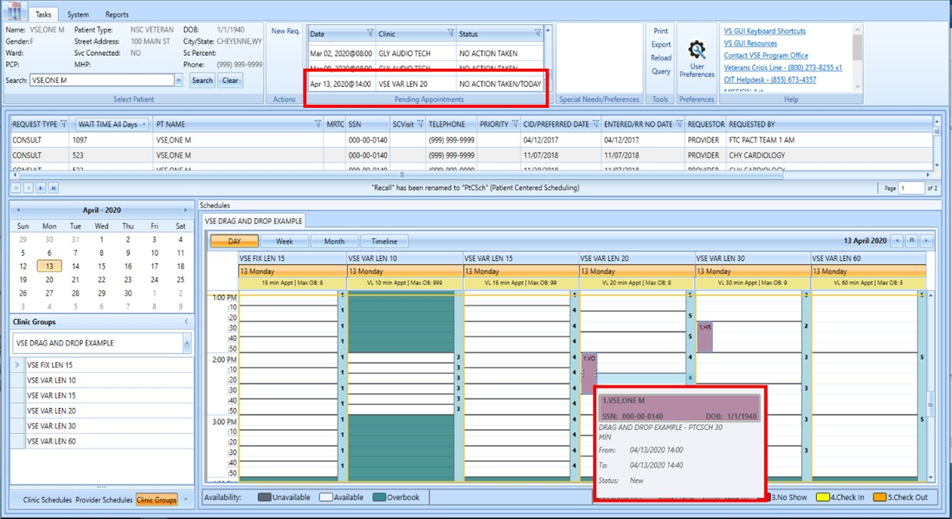 Tasks System Reports
Name: VSE,ONE M Patient Type: NSC VETERAN DOB: 1/1/1940
Gender: F Street Address: 100 MAIN ST City/State: CHEYENNE,WY
Ward: Svc Connected: NO Sc Percent:
PCP: MHP: Phone: (999) 999-9999
Search: VSE,ONE M Search Clear
Select Patient
New Req.
Actions
Date Clinic Status
Mar 02, 2020@08:00 GLY AUDIO TECH NO ACTION TAKEN
Mar 09, 2020@08:00 GLY AUDIO TECH NO ACTION TAKEN
Apr 13, 2020@14:00 VSE VAR LEN 20 NO ACTION TAKEN/TODAY
Pending Appointments
Special Needs/Preferences
Print
Export
Reload
Query
Tools
User
Preferences
Preferences
VS GUI Keyboard Shortcuts
VS GUI Resources
Contact VSE Program Office
Veterans Crisis Line - (800) 273-8255 x1
OIT Helpdesk - (855) 673-4357
Help
REQUEST TYPE WAIT TIME All Days PT NAME MRTC SSN SCVisit TELEPHONE PRIORITY CID/PREFERRED DATE ENTERED/RR NO DATE REQUESTOR REQUESTED BY
CONSULT 1097 VSE,ONE M 000-00-0140 (999) 999-9999 04/12/2017 04/12/2017 PROVIDER FTC PACT TEAM 1 AM
CONSULT 523 VSE,ONE M 000-00-0140 (999) 999-9999 11/07/2018 11/07/2018 PROVIDER CHY CARDIOLOGY
CONSULT 523 VSE,ONE M 000-00-0140 (999) 999-9999 11/07/2018 11/07/2018 PROVIDER CHY CARDIOLOGY
"Recall" has been renamed to "PtCSch" (Patient Centered Scheduling)
Page 1 of 2
April - 2020
Sun Mon Tue Wed Thu Fri Sat
29 30 31 1 2 3 4
5 6 7 8 9 10 11
12 13 14 15 16 17 18
19 20 21 22 23 24 25
26 27 28 29 30 1 2
3 4 5 6 7 8 9
Clinic Groups
VSE DRAG AND DROP EXAMPLE
VSE FIX LEN 15
VSE VAR LEN 10
VSE VAR LEN 15
VSE VAR LEN 20
VSE VAR LEN 30
VSE VAR LEN 60
Clinic Schedules Provider Schedules Clinic Groups
Schedules
VSE DRAG AND DROP EXAMPLE
DAY Week Month Timeline
13 April 2020
VSE FIX LEN 15 VSE VAR LEN 10 VSE VAR LEN 15 VSE VAR LEN 20 VSE VAR LEN 30 VSE VAR LEN 60
13 Monday 13 Monday 13 Monday 13 Monday 13 Monday 13 Monday
15 min Appt | Max OB: 8 VL 10 min Appt | Max OB: 999 VL 15 min Appt | Max OB: 99 VL 20 min Appt | Max OB: 8 VL 30 min Appt | Max OB: 9 VL 60 min Appt | Max OB: 5
1:00 PM
:10
:20
:30
:40
:50
2:00 PM
:10
:20
:30
:40
:50
3:00 PM
:10
:20
:30
:40
:50
1.HR
1.VO
1.VSE,ONE M
SSN: 000-00-0140 DOB: 1/1/1940
DRAG AND DROP EXAMPLE - PTCSCH 30
MIN
From: 04/13/2020 14:00
To: 04/13/2020 14:40
Status: New
Availability: Unavailable Available Overbook
3.No Show 4.Check In 5.Check Out